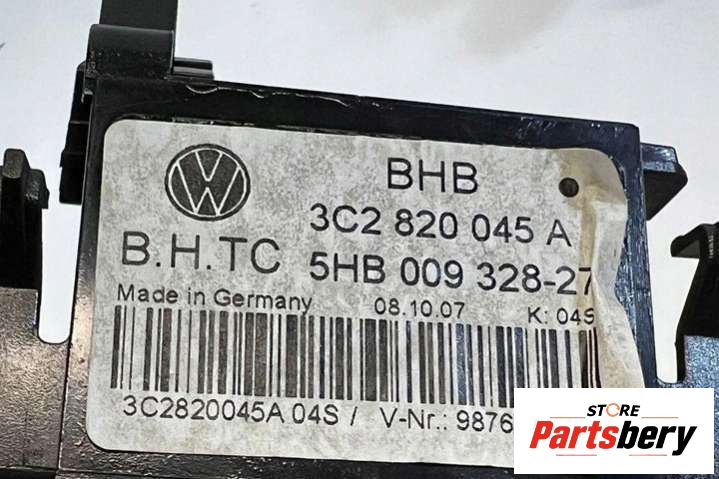 BHB
3C2 820 045 A
B.H.TC 5HB 009 328-27
Made in Germany 08.10.07 K: 04S
3C2820045A 04S / V-Nr.: 9876
STORE
Partsbery